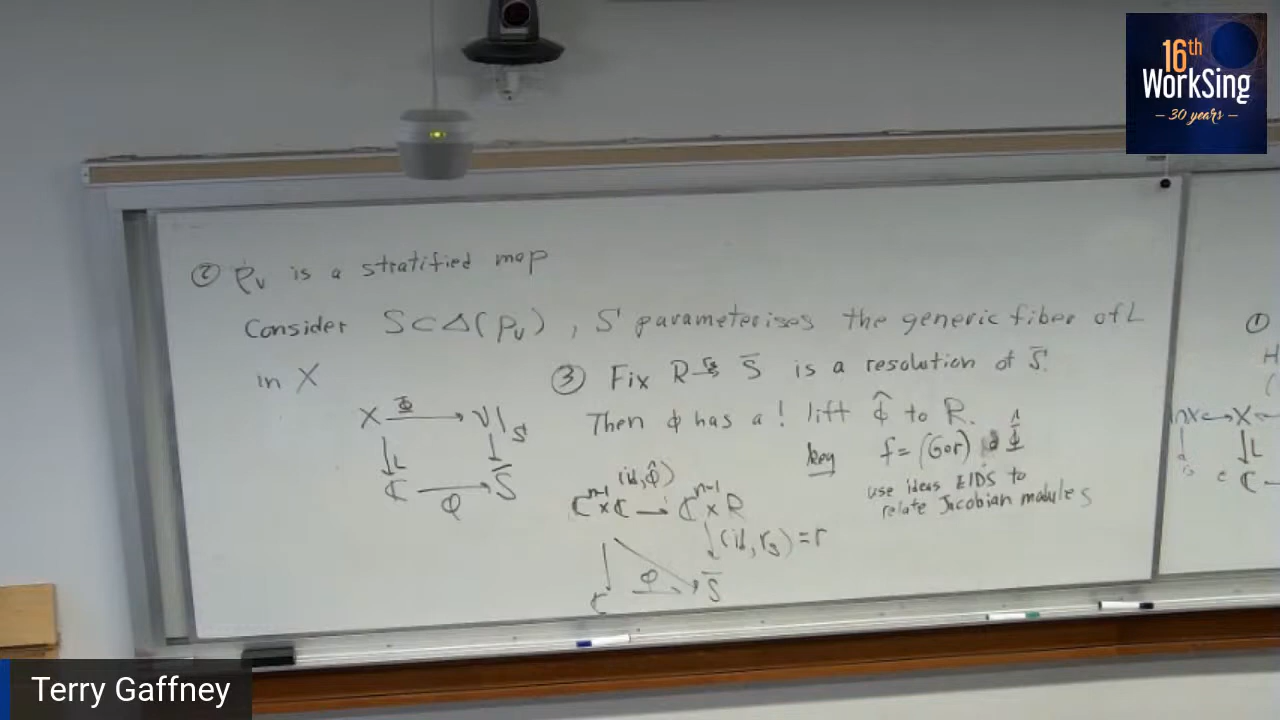 16th
WorkSing
– 30 years –
② p_V is a stratified map
Consider S ⊂ Δ(p_V), S parameterises the generic fiber of L
in X
③ Fix R →^{r_S} S̄ is a resolution of S̄.
Then ϕ has a ! lift ϕ̂ to R.
X →^Φ V|_S
↓L ↓
ℂ →^ϕ S̄
key f = (G∘r) ∘ Φ̂
use ideas EIDS to
relate Jacobian modules
(id, ϕ̂)
ℂ^{n-1} × ℂ → ℂ^{n-1} × R
↓ ↓ (id, r_S) = r
ℂ →^ϕ S̄
①
H
(
X
↓L
ℂ
Terry Gaffney